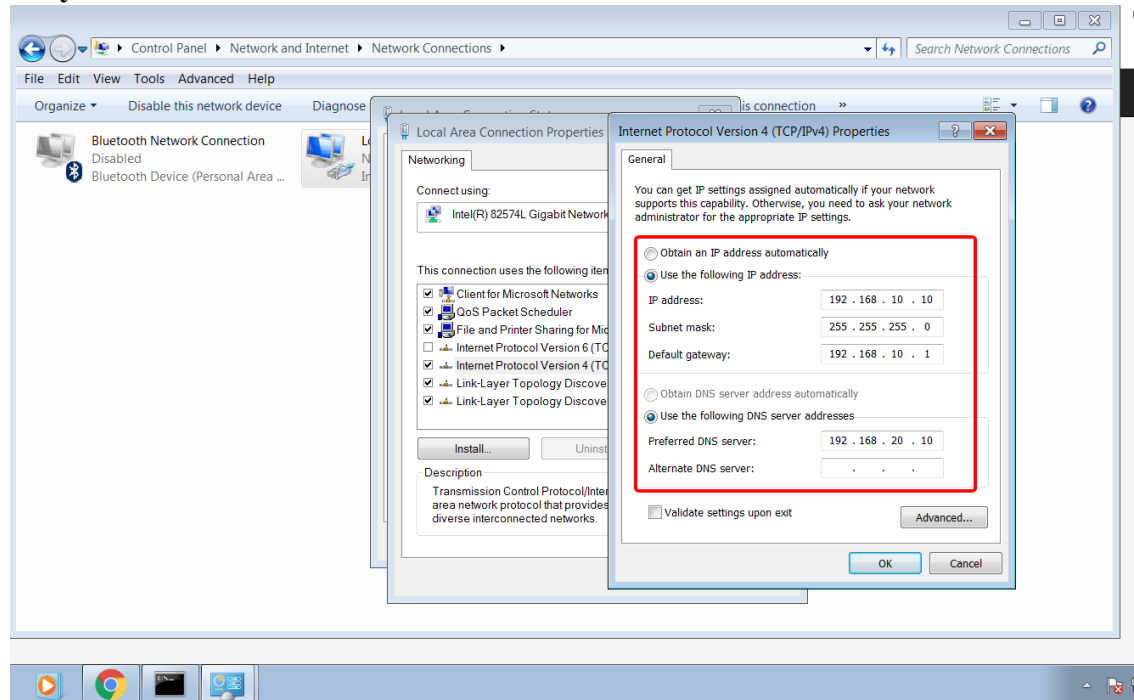 Control Panel Network and Internet Network Connections
Search Network Connections
File Edit View Tools Advanced Help
Organize Disable this network device Diagnose is connection »
Bluetooth Network Connection
Disabled
Bluetooth Device (Personal Area ...
Local Area Connection Properties
Networking
Connect using:
Intel(R) 82574L Gigabit Network
This connection uses the following
Client for Microsoft Networks
QoS Packet Scheduler
File and Printer Sharing for
Internet Protocol Version 6
Internet Protocol Version 4
Link-Layer Topology
Link-Layer Topology
Install...
Description
Transmission Control
area network protocol that provides
diverse interconnected networks.
Internet Protocol Version 4 (TCP/IPv4) Properties
General
You can get IP settings assigned automatically if your network
supports this capability. Otherwise, you need to ask your network
administrator for the appropriate IP settings.
Obtain an IP address automatically
Use the following IP address:
IP address: 192 . 168 . 10 . 10
Subnet mask: 255 . 255 . 255 . 0
Default gateway: 192 . 168 . 10 . 1
Obtain DNS server address automatically
Use the following DNS server addresses
Preferred DNS server: 192 . 168 . 20 . 10
Alternate DNS server: . . .
Validate settings upon exit
Advanced...
OK Cancel